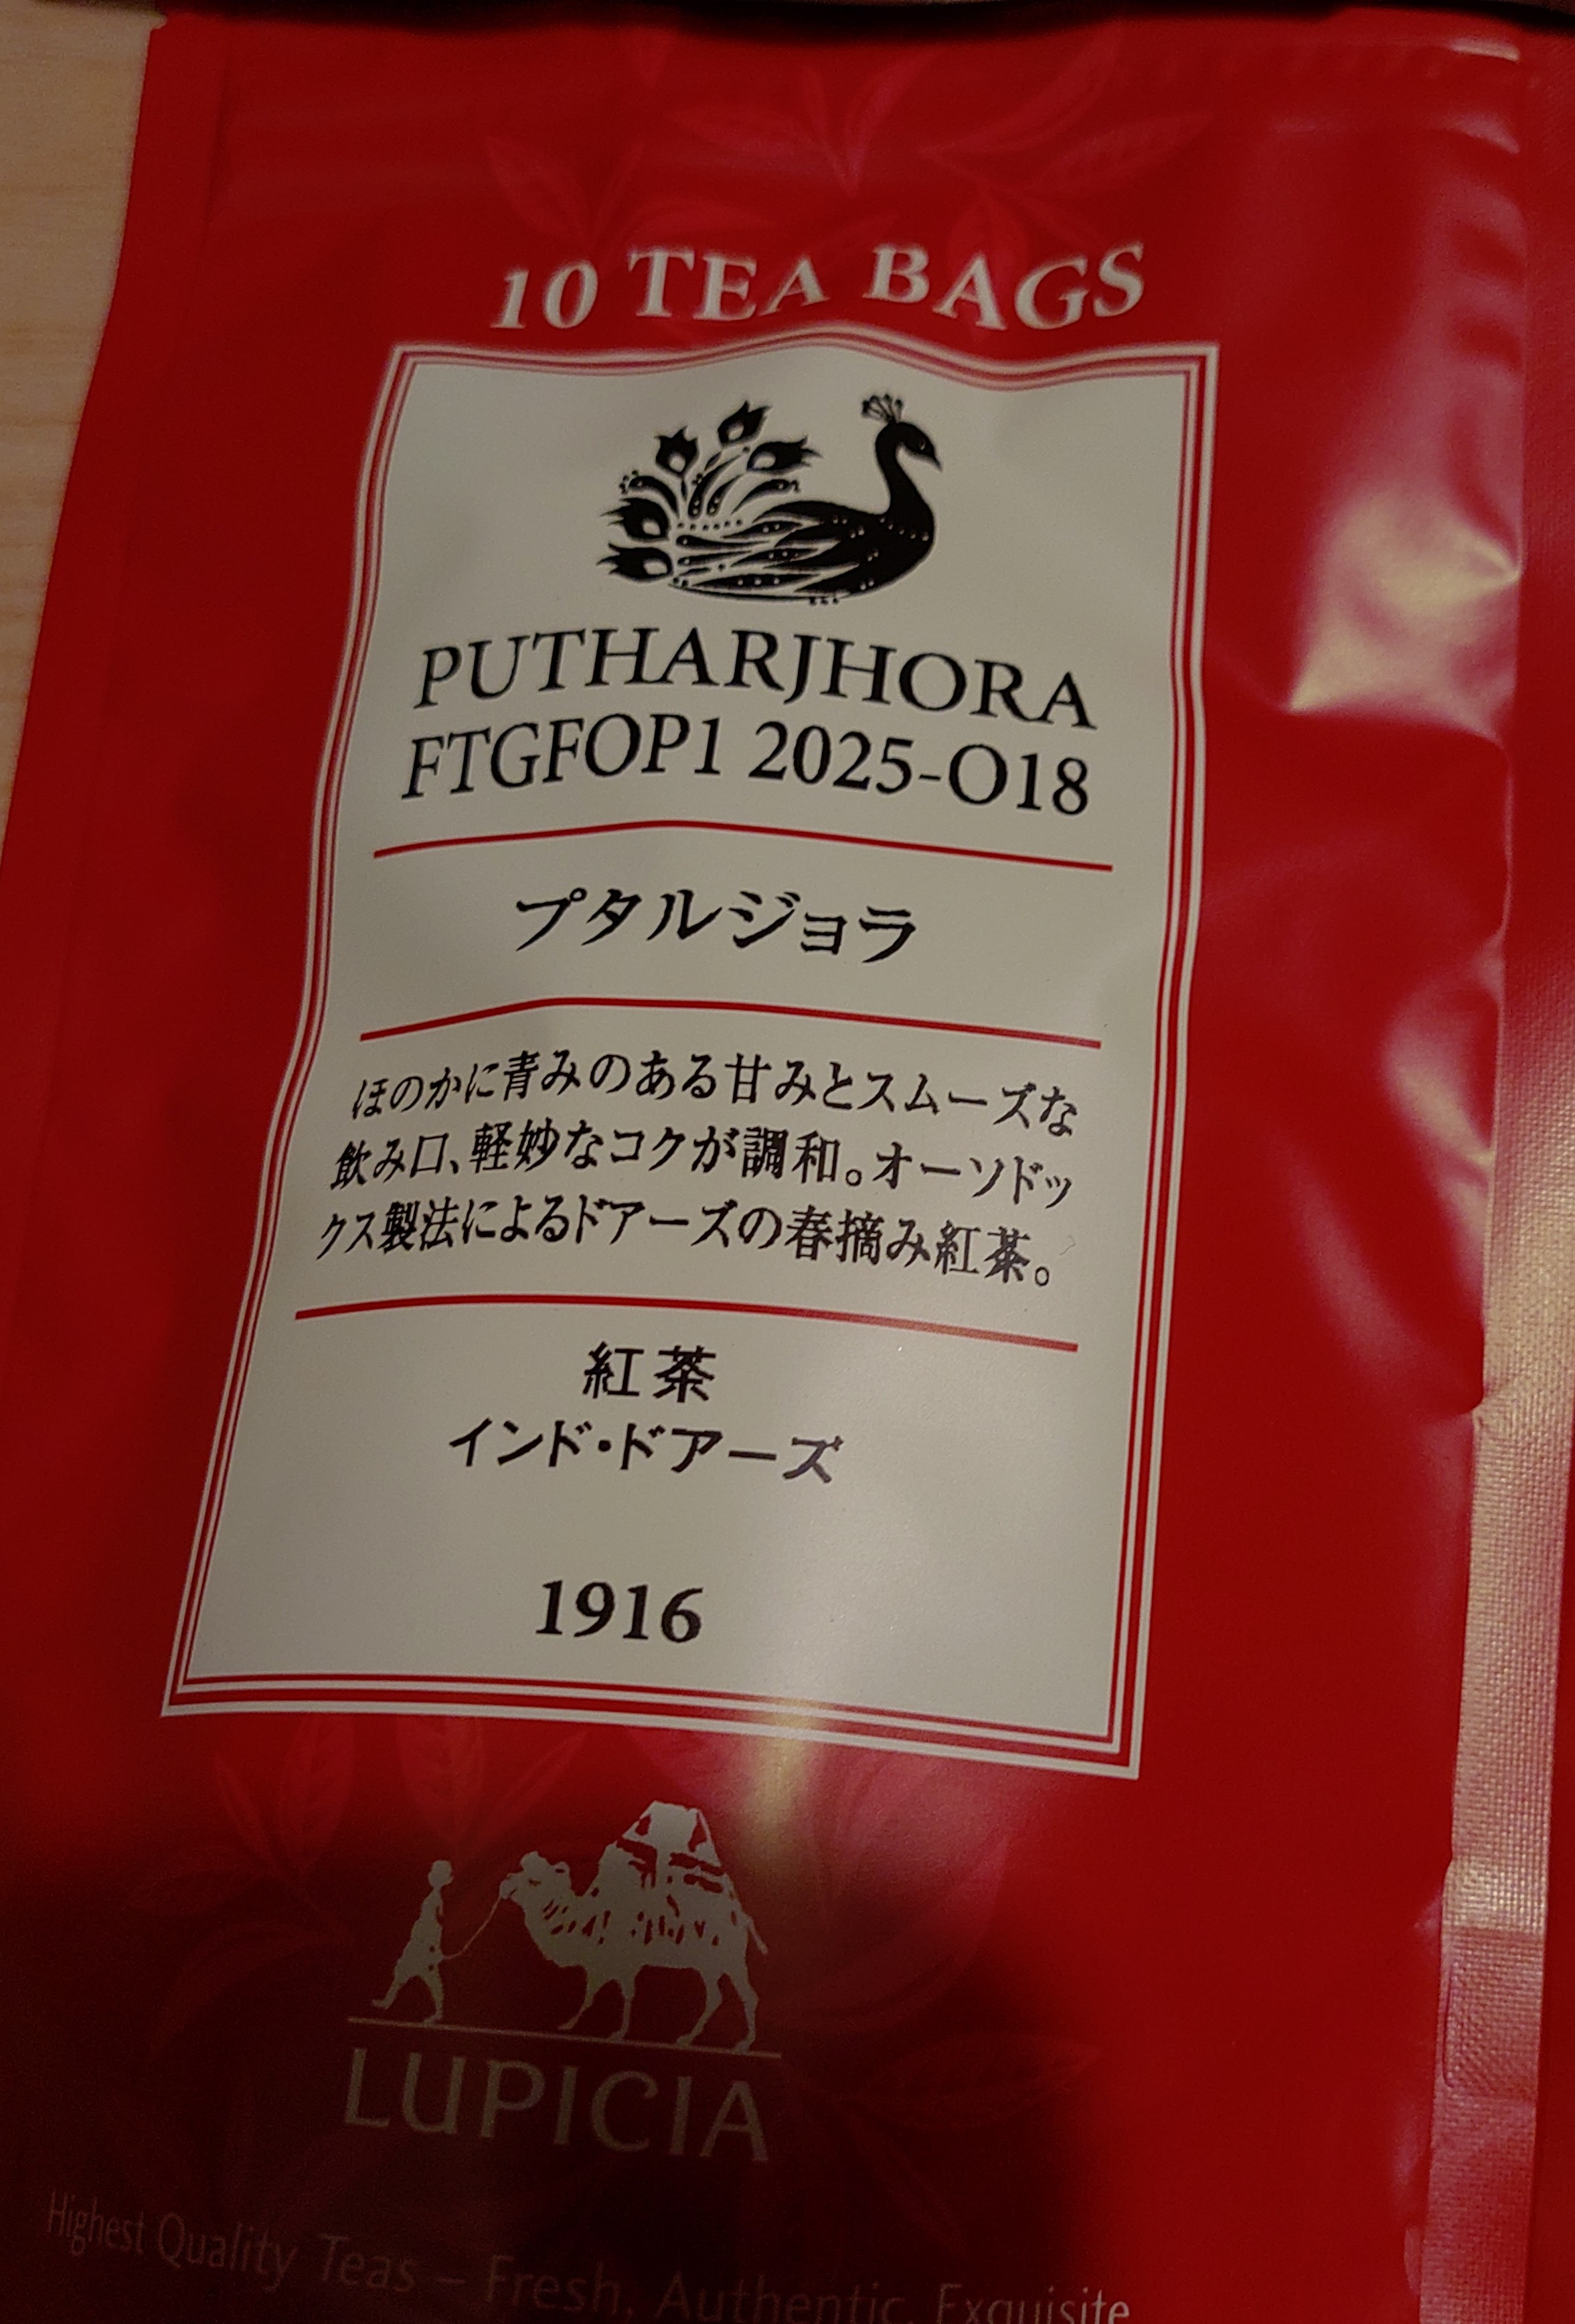 10 TEA BAGS
PUTHARJHORA
FTGFOP1 2025-O18
プタルジョラ
ほのかに青みのある甘みとスムーズな
飲み口、軽妙なコクが調和。オーソドッ
クス製法によるドアーズの春摘み紅茶。
紅茶
インド・ドアーズ
1916
LUPICIA
Highest Quality Teas – Fresh, Authentic, Exquisite